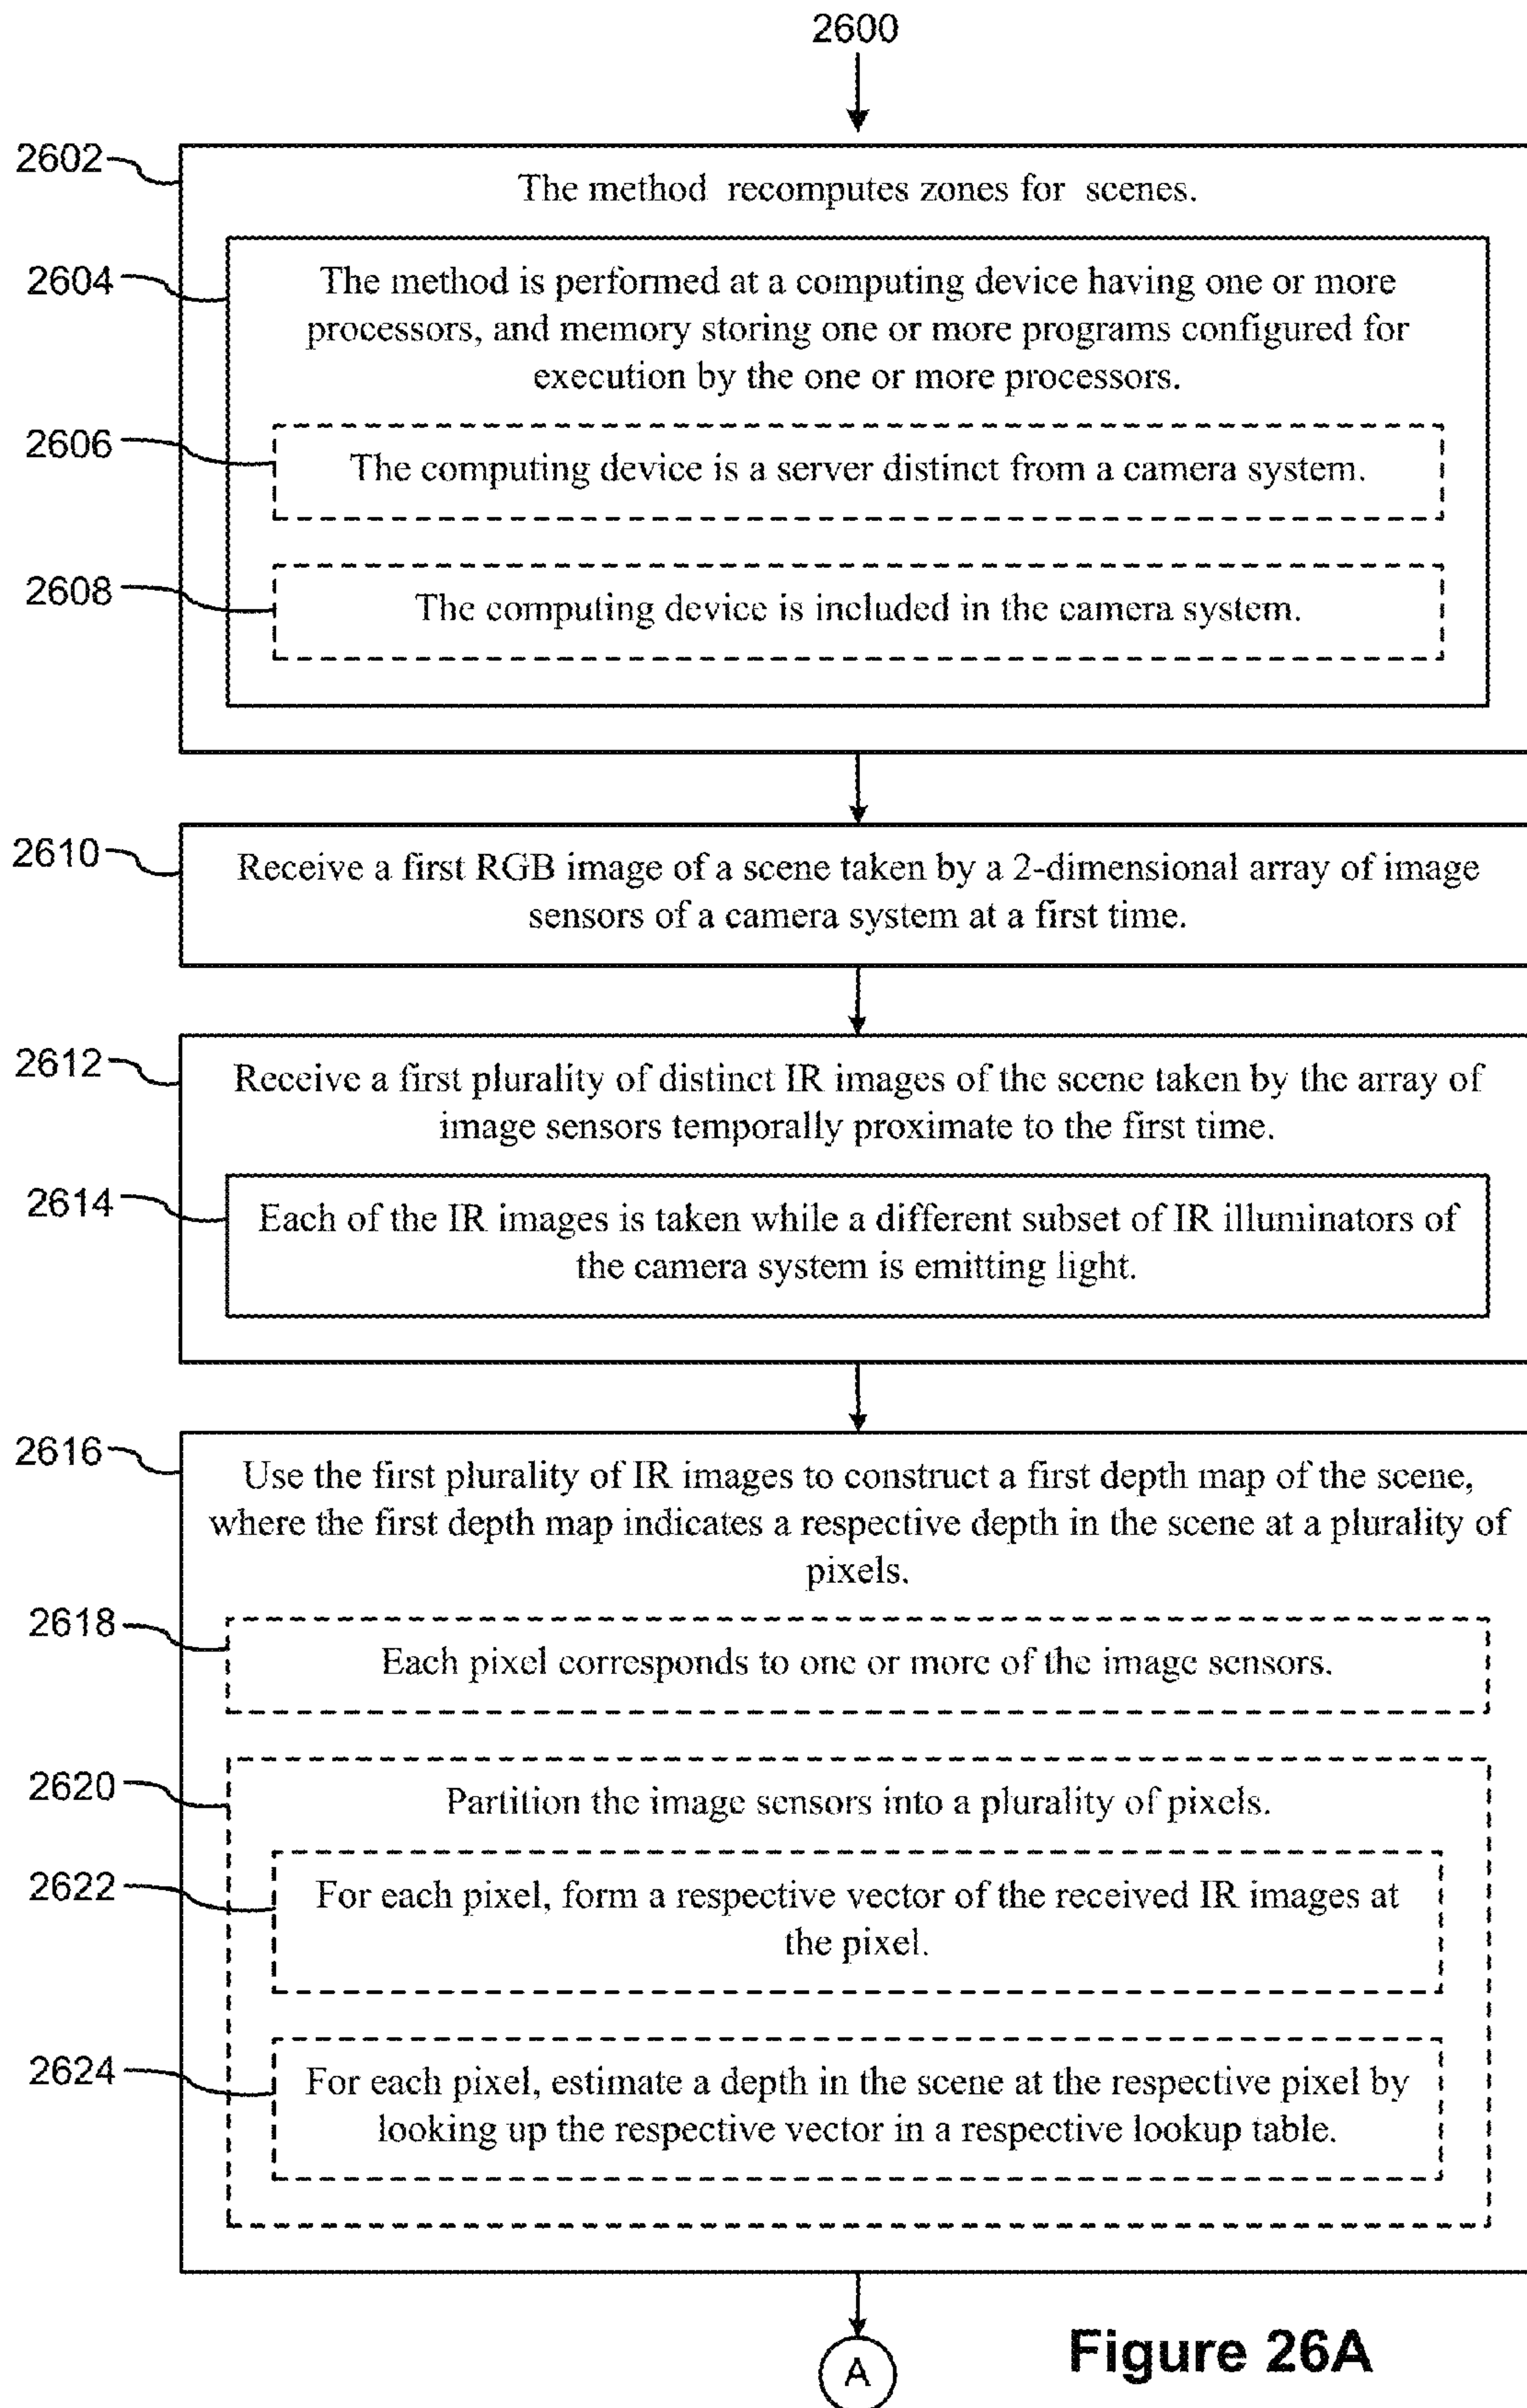 2600
2602
The method recomputes zones for scenes.
2604
The method is performed at a computing device having one or more
processors, and memory storing one or more programs configured for
execution by the one or more processors.
2606
The computing device is a server distinct from a camera system.
2608
The computing device is included in the camera system.
2610
Receive a first RGB image of a scene taken by a 2-dimensional array of image
sensors of a camera system at a first time.
2612
Receive a first plurality of distinct IR images of the scene taken by the array of
image sensors temporally proximate to the first time.
2614
Each of the IR images is taken while a different subset of IR illuminators of
the camera system is emitting light.
2616
Use the first plurality of IR images to construct a first depth map of the scene,
where the first depth map indicates a respective depth in the scene at a plurality of
pixels.
2618
Each pixel corresponds to one or more of the image sensors.
2620
Partition the image sensors into a plurality of pixels.
2622
For each pixel, form a respective vector of the received IR images at
the pixel.
2624
For each pixel, estimate a depth in the scene at the respective pixel by
looking up the respective vector in a respective lookup table.
A
Figure 26A